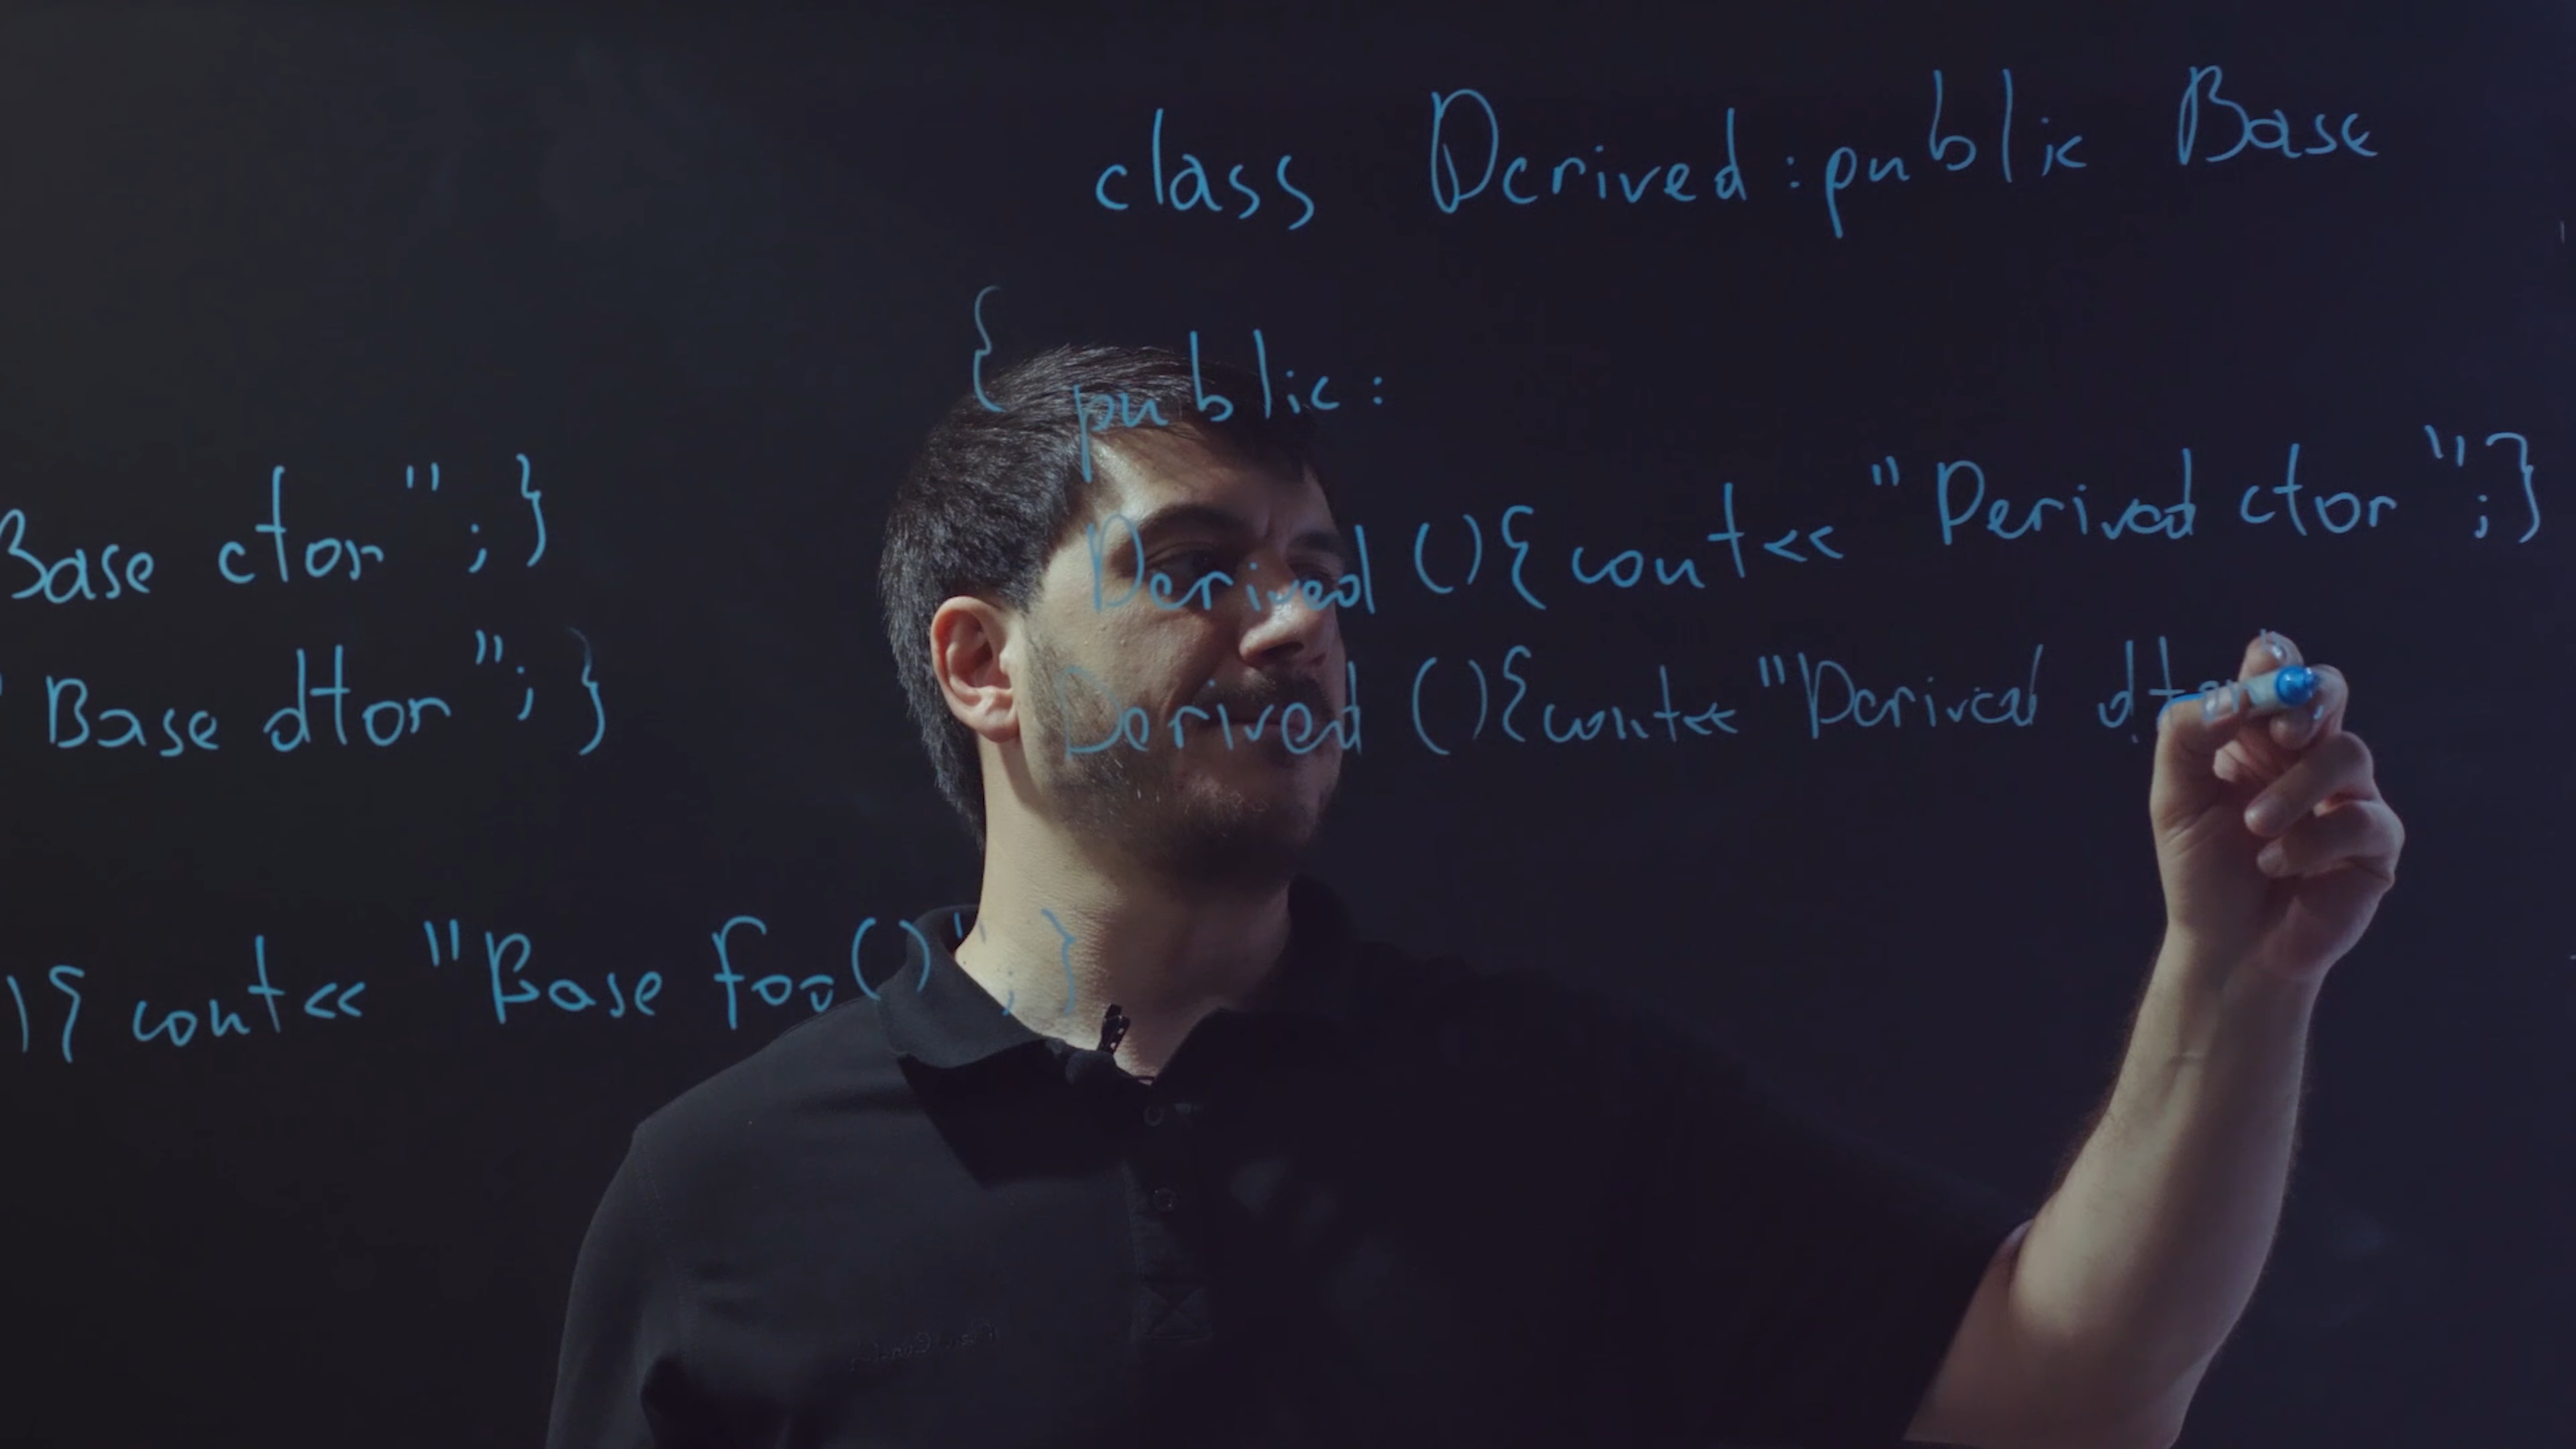 class Derived : public Base
{
public :
Derived () { cout << "Derived ctor "; }
Derived () { cout << "Derived dtor
Base ctor "; }
" Base dtor "; }
) { cout << "Base foo()"; }